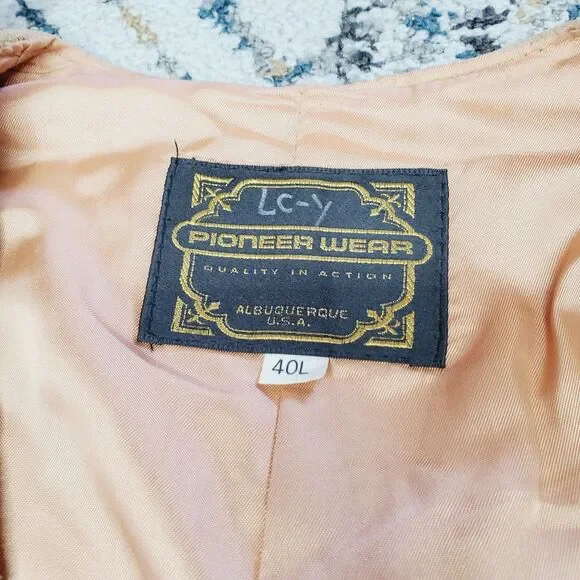 LC-Y
PIONEER WEAR
QUALITY IN ACTION
ALBUQUERQUE
U.S.A.
40L